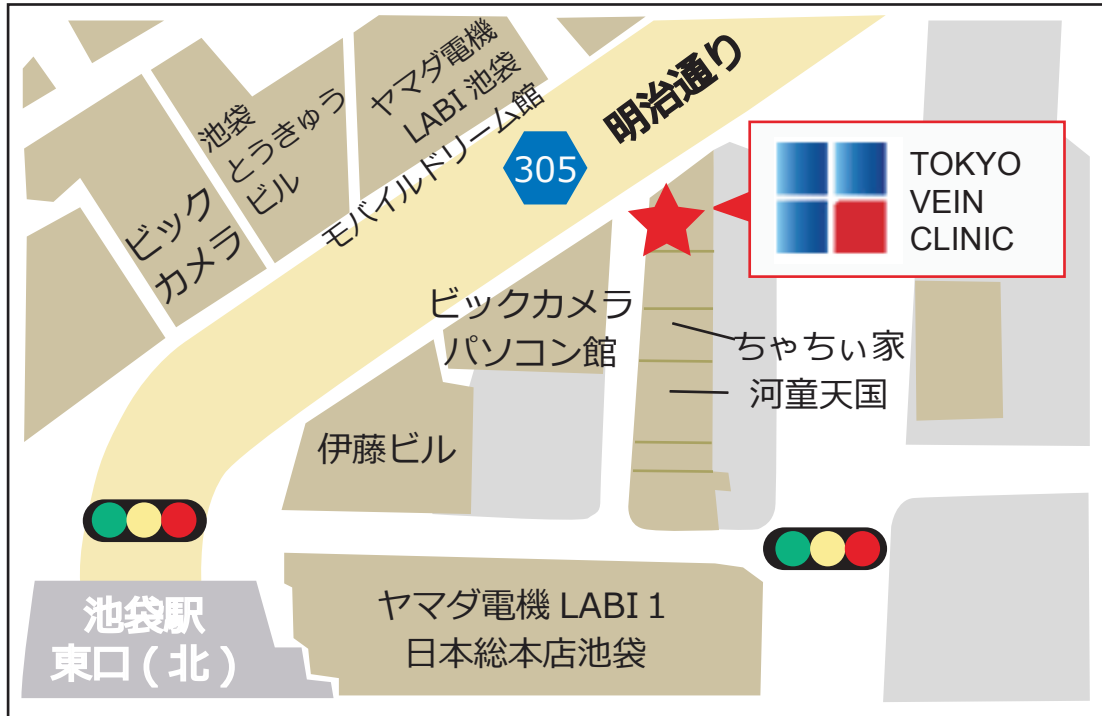 ヤマダ電機
LABI 池袋
モバイルドリーム館
明治通り
池袋
とうきゅう
ビル
305
ビック
カメラ
TOKYO
VEIN
CLINIC
ビックカメラ
パソコン館
ちゃちぃ家
河童天国
伊藤ビル
池袋駅
東口 ( 北 )
ヤマダ電機 LABI 1
日本総本店池袋